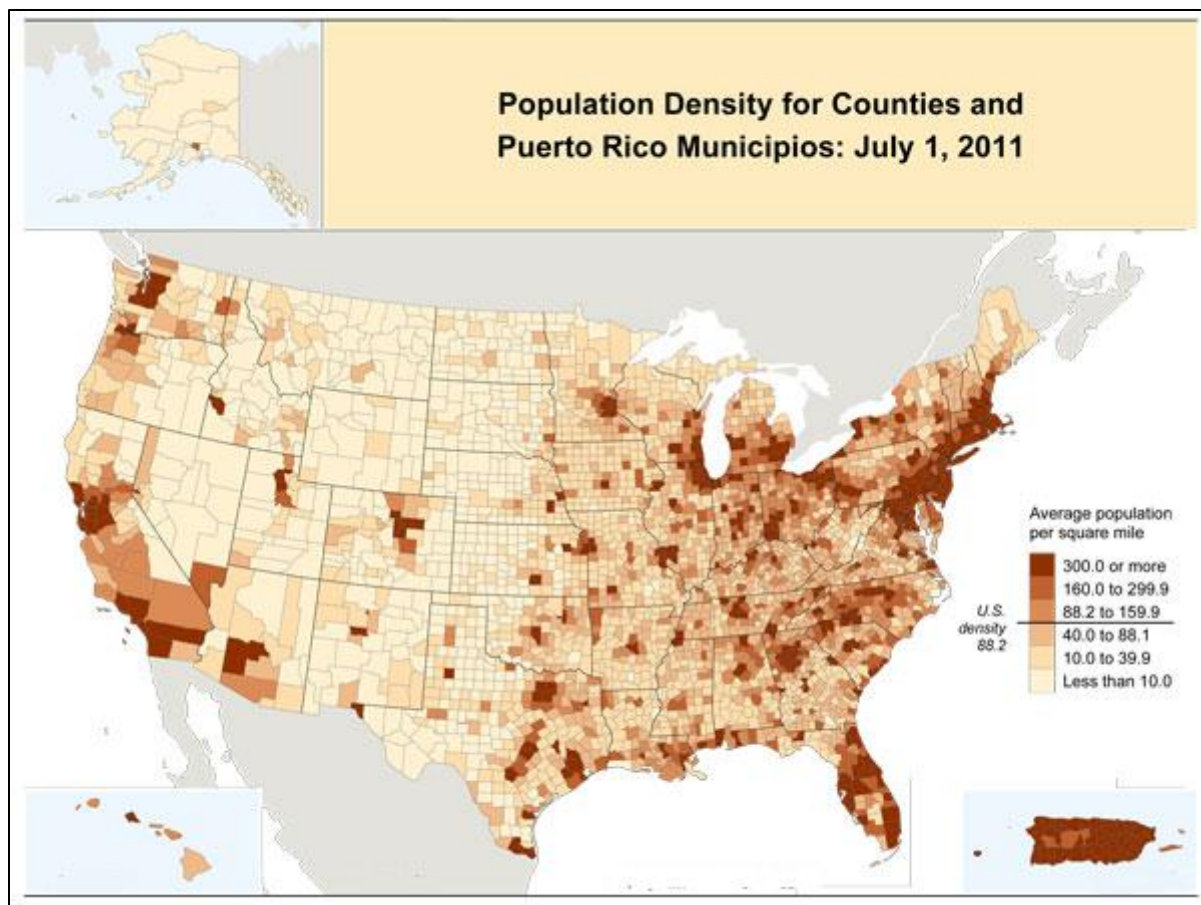 Population Density for Counties and
Puerto Rico Municipios: July 1, 2011
Average population
per square mile
300.0 or more
160.0 to 299.9
88.2 to 159.9
U.S.
density
88.2
40.0 to 88.1
10.0 to 39.9
Less than 10.0